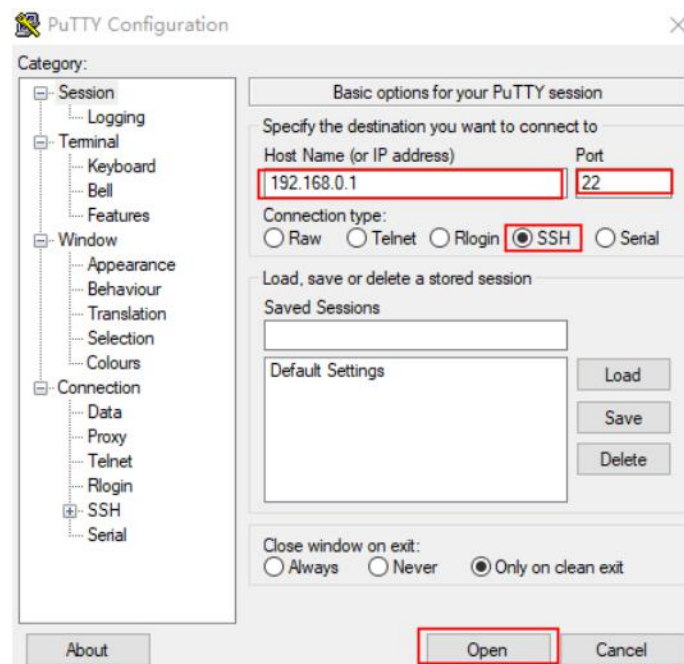 PuTTY Configuration
Category:
Session
Logging
Terminal
Keyboard
Bell
Features
Window
Appearance
Behaviour
Translation
Selection
Colours
Connection
Data
Proxy
Telnet
Rlogin
SSH
Serial
Basic options for your PuTTY session
Specify the destination you want to connect to
Host Name (or IP address) Port
192.168.0.1 22
Connection type:
Raw Telnet Rlogin SSH Serial
Load, save or delete a stored session
Saved Sessions
Default Settings
Load
Save
Delete
Close window on exit:
Always Never Only on clean exit
About Open Cancel